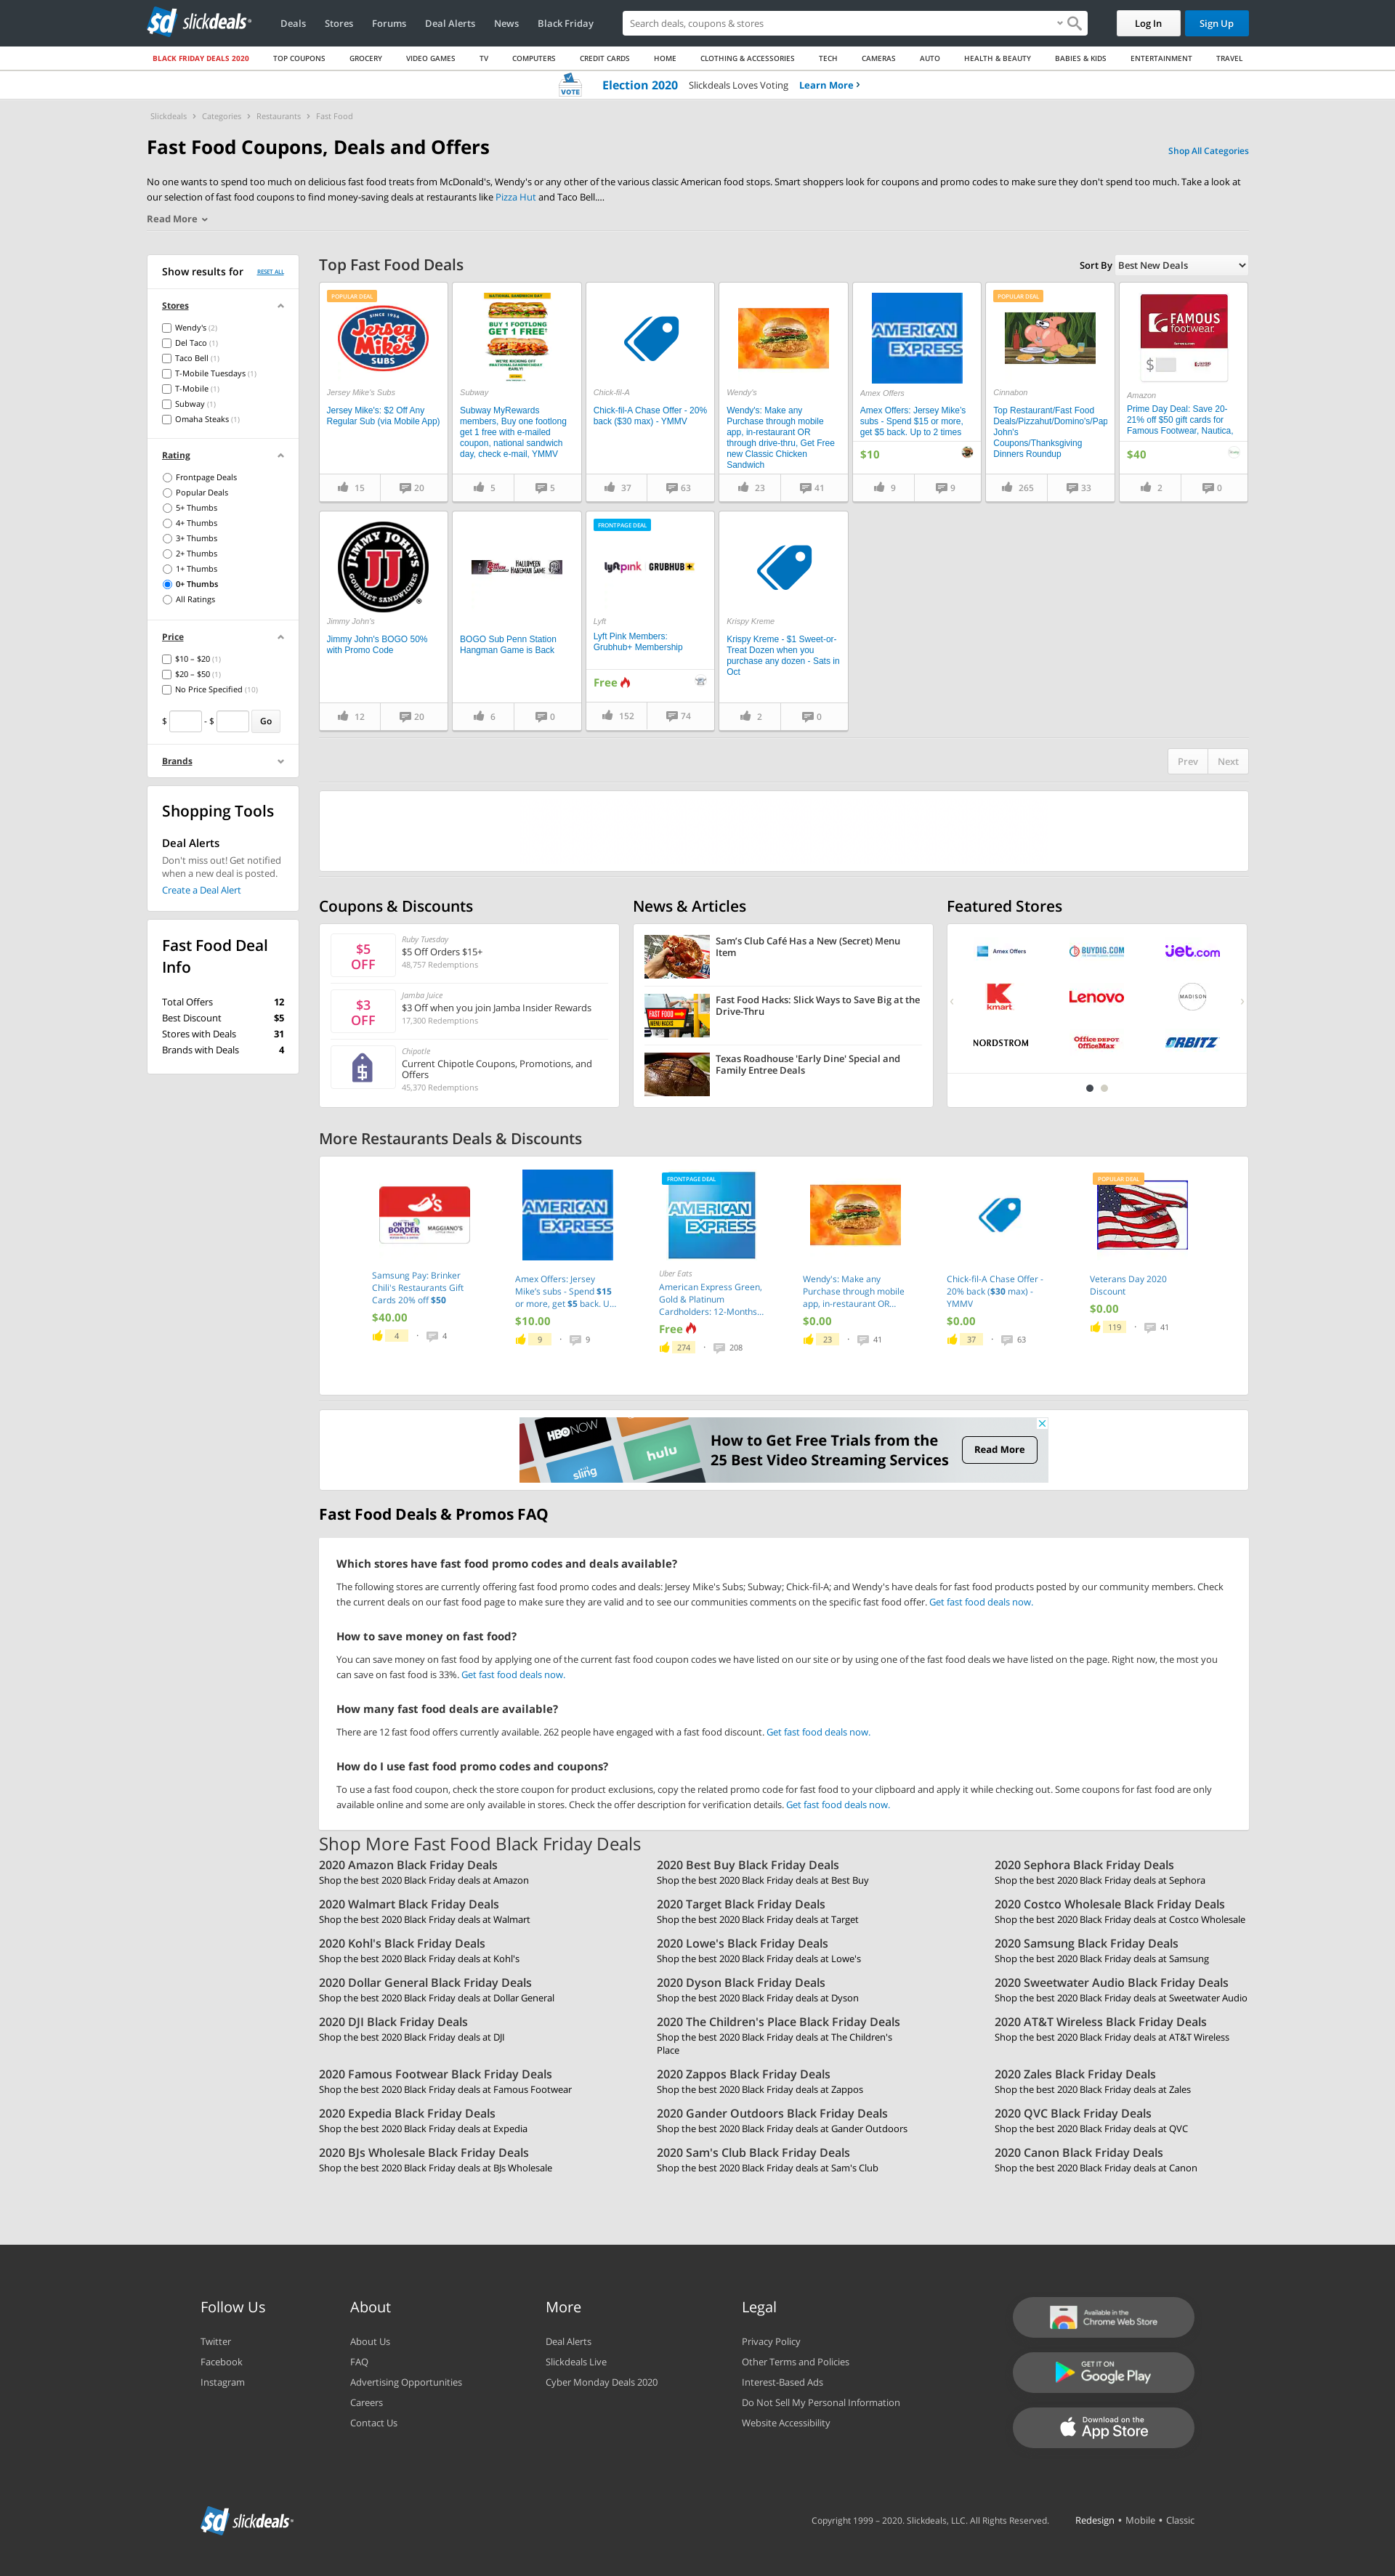 sd slickdeals
Deals Stores Forums Deal Alerts News Black Friday
Search deals, coupons & stores
Log In
Sign Up
BLACK FRIDAY DEALS 2020 TOP COUPONS GROCERY VIDEO GAMES TV COMPUTERS CREDIT CARDS HOME CLOTHING & ACCESSORIES TECH CAMERAS AUTO HEALTH & BEAUTY BABIES & KIDS ENTERTAINMENT TRAVEL
VOTE
Election 2020 Slickdeals Loves Voting Learn More
Slickdeals › Categories › Restaurants › Fast Food
Fast Food Coupons, Deals and Offers
Shop All Categories
No one wants to spend too much on delicious fast food treats from McDonald's, Wendy's or any other of the various classic American food stops. Smart shoppers look for coupons and promo codes to make sure they don't spend too much. Take a look at
our selection of fast food coupons to find money-saving deals at restaurants like Pizza Hut and Taco Bell....
Read More
Show results for RESET ALL
Stores
Wendy's (2)
Del Taco (1)
Taco Bell (1)
T-Mobile Tuesdays (1)
T-Mobile (1)
Subway (1)
Omaha Steaks (1)
Rating
Frontpage Deals
Popular Deals
5+ Thumbs
4+ Thumbs
3+ Thumbs
2+ Thumbs
1+ Thumbs
0+ Thumbs
All Ratings
Price
$10 – $20 (1)
$20 – $50 (1)
No Price Specified (10)
$ - $ Go
Brands
Shopping Tools
Deal Alerts
Don't miss out! Get notified
when a new deal is posted.
Create a Deal Alert
Fast Food Deal
Info
Total Offers 12
Best Discount $5
Stores with Deals 31
Brands with Deals 4
Top Fast Food Deals
Sort By Best New Deals
POPULAR DEAL
SINCE 1956
Jersey Mike's SUBS
Jersey Mike's Subs
Jersey Mike's: $2 Off Any
Regular Sub (via Mobile App)
15 20
NATIONAL SANDWICH DAY
BUY 1 FOOTLONG
GET 1 FREE
Subway
Subway MyRewards
members, Buy one footlong
get 1 free with e-mailed
coupon, national sandwich
day, check e-mail, YMMV
5 5
Chick-fil-A
Chick-fil-A Chase Offer - 20%
back ($30 max) - YMMV
37 63
Wendy's
Wendy's: Make any
Purchase through mobile
app, in-restaurant OR
through drive-thru, Get Free
new Classic Chicken
Sandwich
23 41
AMERICAN EXPRESS
Amex Offers
Amex Offers: Jersey Mike's
subs - Spend $15 or more,
get $5 back. Up to 2 times
$10
9 9
POPULAR DEAL
Cinnabon
Top Restaurant/Fast Food
Deals/Pizzahut/Domino's/Pap
John's
Coupons/Thanksgiving
Dinners Roundup
265 33
FAMOUS footwear.
$
Amazon
Prime Day Deal: Save 20-
21% off $50 gift cards for
Famous Footwear, Nautica,
$40
2 0
JIMMY JOHN'S
JJ
GOURMET SANDWICHES
Jimmy John's
Jimmy John's BOGO 50%
with Promo Code
12 20
HALLOWEEN
HANGMAN GAME
BOGO Sub Penn Station
Hangman Game is Back
6 0
FRONTPAGE DEAL
lyft pink GRUBHUB+
Lyft
Lyft Pink Members:
Grubhub+ Membership
Free
152 74
Krispy Kreme
Krispy Kreme - $1 Sweet-or-
Treat Dozen when you
purchase any dozen - Sats in
Oct
2 0
Prev Next
Coupons & Discounts
$5
OFF
Ruby Tuesday
$5 Off Orders $15+
48,757 Redemptions
$3
OFF
Jamba Juice
$3 Off when you join Jamba Insider Rewards
17,300 Redemptions
$
Chipotle
Current Chipotle Coupons, Promotions, and
Offers
45,370 Redemptions
News & Articles
Sam's Club Café Has a New (Secret) Menu
Item
FAST FOOD
MENU HACKS
Fast Food Hacks: Slick Ways to Save Big at the
Drive-Thru
Texas Roadhouse 'Early Dine' Special and
Family Entree Deals
Featured Stores
Amex Offers BUYDIG.COM jet.com
kmart Lenovo MADISON
NORDSTROM Office DEPOT OfficeMax ORBITZ
More Restaurants Deals & Discounts
ON THE BORDER MAGGIANO'S
Samsung Pay: Brinker
Chili's Restaurants Gift
Cards 20% off $50
$40.00
4 · 4
AMERICAN EXPRESS
Amex Offers: Jersey
Mike's subs - Spend $15
or more, get $5 back. U...
$10.00
9 · 9
FRONTPAGE DEAL
AMERICAN EXPRESS
Uber Eats
American Express Green,
Gold & Platinum
Cardholders: 12-Months...
Free
274 · 208
Wendy's: Make any
Purchase through mobile
app, in-restaurant OR...
$0.00
23 · 41
Chick-fil-A Chase Offer -
20% back ($30 max) -
YMMV
$0.00
37 · 63
POPULAR DEAL
Veterans Day 2020
Discount
$0.00
119 · 41
HBO NOW
sling
hulu
How to Get Free Trials from the
25 Best Video Streaming Services
Read More
Fast Food Deals & Promos FAQ
Which stores have fast food promo codes and deals available?
The following stores are currently offering fast food promo codes and deals: Jersey Mike's Subs; Subway; Chick-fil-A; and Wendy's have deals for fast food products posted by our community members. Check
the current deals on our fast food page to make sure they are valid and to see our communities comments on the specific fast food offer. Get fast food deals now.
How to save money on fast food?
You can save money on fast food by applying one of the current fast food coupon codes we have listed on our site or by using one of the fast food deals we have listed on the page. Right now, the most you
can save on fast food is 33%. Get fast food deals now.
How many fast food deals are available?
There are 12 fast food offers currently available. 262 people have engaged with a fast food discount. Get fast food deals now.
How do I use fast food promo codes and coupons?
To use a fast food coupon, check the store coupon for product exclusions, copy the related promo code for fast food to your clipboard and apply it while checking out. Some coupons for fast food are only
available online and some are only available in stores. Check the offer description for verification details. Get fast food deals now.
Shop More Fast Food Black Friday Deals
2020 Amazon Black Friday Deals
Shop the best 2020 Black Friday deals at Amazon
2020 Best Buy Black Friday Deals
Shop the best 2020 Black Friday deals at Best Buy
2020 Sephora Black Friday Deals
Shop the best 2020 Black Friday deals at Sephora
2020 Walmart Black Friday Deals
Shop the best 2020 Black Friday deals at Walmart
2020 Target Black Friday Deals
Shop the best 2020 Black Friday deals at Target
2020 Costco Wholesale Black Friday Deals
Shop the best 2020 Black Friday deals at Costco Wholesale
2020 Kohl's Black Friday Deals
Shop the best 2020 Black Friday deals at Kohl's
2020 Lowe's Black Friday Deals
Shop the best 2020 Black Friday deals at Lowe's
2020 Samsung Black Friday Deals
Shop the best 2020 Black Friday deals at Samsung
2020 Dollar General Black Friday Deals
Shop the best 2020 Black Friday deals at Dollar General
2020 Dyson Black Friday Deals
Shop the best 2020 Black Friday deals at Dyson
2020 Sweetwater Audio Black Friday Deals
Shop the best 2020 Black Friday deals at Sweetwater Audio
2020 DJI Black Friday Deals
Shop the best 2020 Black Friday deals at DJI
2020 The Children's Place Black Friday Deals
Shop the best 2020 Black Friday deals at The Children's
Place
2020 AT&T Wireless Black Friday Deals
Shop the best 2020 Black Friday deals at AT&T Wireless
2020 Famous Footwear Black Friday Deals
Shop the best 2020 Black Friday deals at Famous Footwear
2020 Zappos Black Friday Deals
Shop the best 2020 Black Friday deals at Zappos
2020 Zales Black Friday Deals
Shop the best 2020 Black Friday deals at Zales
2020 Expedia Black Friday Deals
Shop the best 2020 Black Friday deals at Expedia
2020 Gander Outdoors Black Friday Deals
Shop the best 2020 Black Friday deals at Gander Outdoors
2020 QVC Black Friday Deals
Shop the best 2020 Black Friday deals at QVC
2020 BJs Wholesale Black Friday Deals
Shop the best 2020 Black Friday deals at BJs Wholesale
2020 Sam's Club Black Friday Deals
Shop the best 2020 Black Friday deals at Sam's Club
2020 Canon Black Friday Deals
Shop the best 2020 Black Friday deals at Canon
Follow Us
Twitter
Facebook
Instagram
About
About Us
FAQ
Advertising Opportunities
Careers
Contact Us
More
Deal Alerts
Slickdeals Live
Cyber Monday Deals 2020
Legal
Privacy Policy
Other Terms and Policies
Interest-Based Ads
Do Not Sell My Personal Information
Website Accessibility
Available in the
Chrome Web Store
GET IT ON
Google Play
Download on the
App Store
sd slickdeals
Copyright 1999 – 2020. Slickdeals, LLC. All Rights Reserved. Redesign • Mobile • Classic